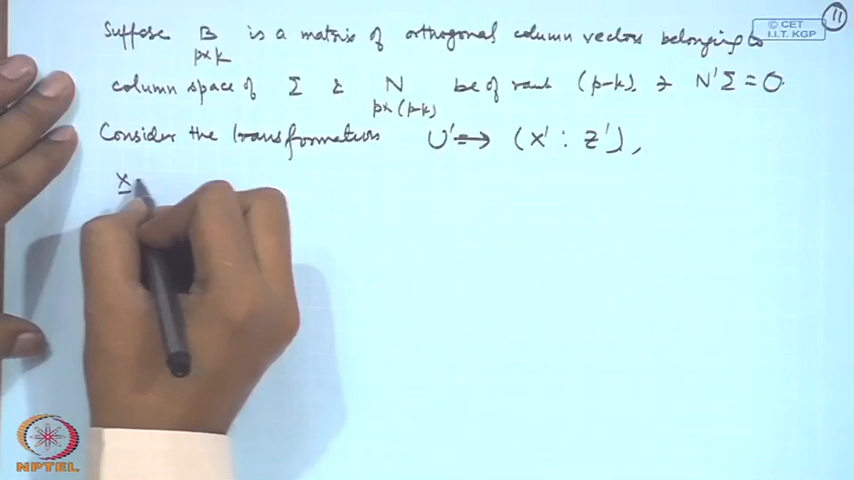 11
© CET
I.I.T. KGP
Suppose B is a matrix of orthogonal column vectors belonging to
p×k
column space of Σ & N be of rank (p-k) ∋ N'Σ = 0.
p×(p-k)
Consider the transformation U' ⟹ (X' : Z'),
X
NPTEL